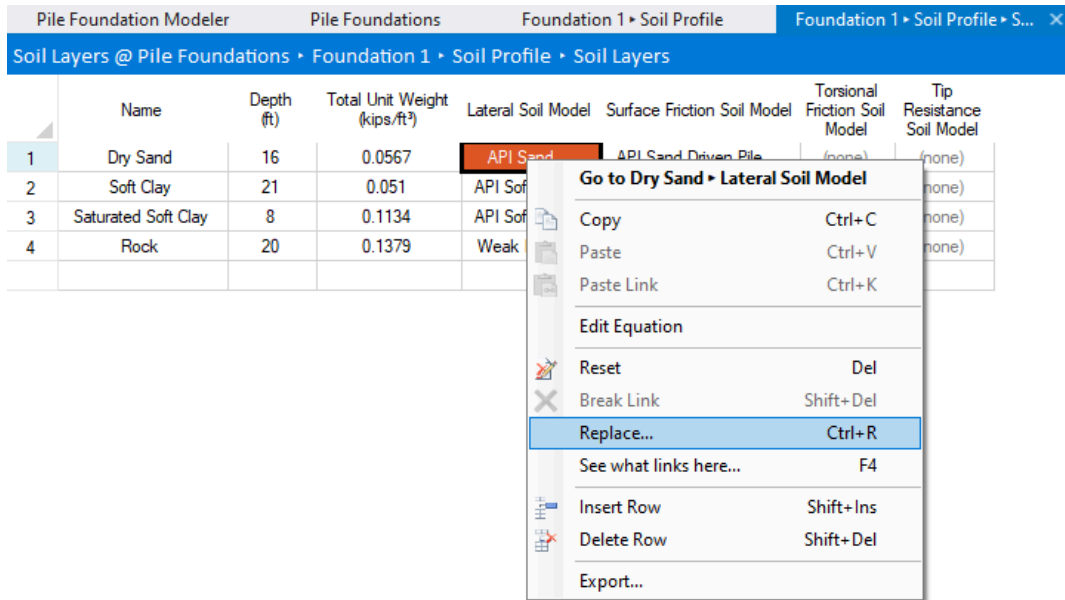 Pile Foundation Modeler Pile Foundations Foundation 1 ▸ Soil Profile Foundation 1 ▸ Soil Profile ▸ S... ×
Soil Layers @ Pile Foundations ▸ Foundation 1 ▸ Soil Profile ▸ Soil Layers
Name Depth (ft) Total Unit Weight (kips/ft³) Lateral Soil Model Surface Friction Soil Model Torsional Friction Soil Model Tip Resistance Soil Model
1 Dry Sand 16 0.0567 API Sand API Sand Driven Pile (none) (none)
2 Soft Clay 21 0.051 API Sof none)
3 Saturated Soft Clay 8 0.1134 API Sof none)
4 Rock 20 0.1379 Weak none)
Go to Dry Sand ▸ Lateral Soil Model
Copy Ctrl+C
Paste Ctrl+V
Paste Link Ctrl+K
Edit Equation
Reset Del
Break Link Shift+Del
Replace... Ctrl+R
See what links here... F4
Insert Row Shift+Ins
Delete Row Shift+Del
Export...